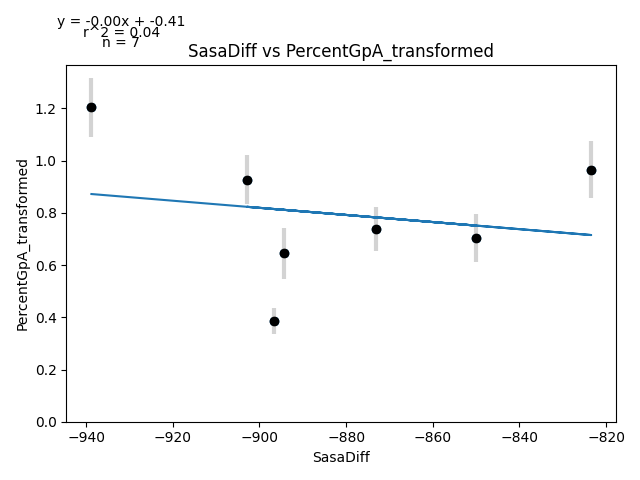 y = -0.00x + -0.41
r^2 = 0.04
n = 7
SasaDiff vs PercentGpA_transformed
PercentGpA_transformed
1.2
1.0
0.8
0.6
0.4
0.2
0.0
−940 −920 −900 −880 −860 −840 −820
SasaDiff